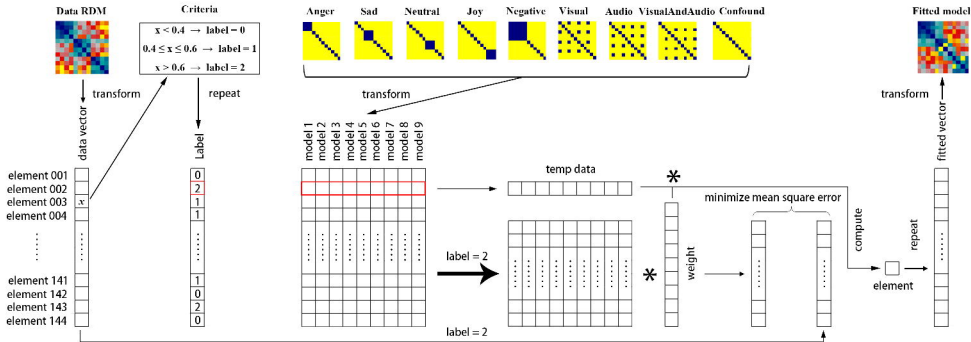 Data RDM
Criteria
x < 0.4 → label = 0
0.4 ≤ x ≤ 0.6 → label = 1
x > 0.6 → label = 2
Anger Sad Neutral Joy Negative Visual Audio VisualAndAudio Confound
Fitted model
transform
repeat
transform
transform
data vector
Label
model 1
model 2
model 3
model 4
model 5
model 6
model 7
model 8
model 9
fitted vector
element 001 0
element 002 2
element 003 x 1
element 004 1
element 141 1
element 142 0
element 143 2
element 144 0
temp data
*
minimize mean square error
label = 2
*
weight
compute
repeat
element
label = 2